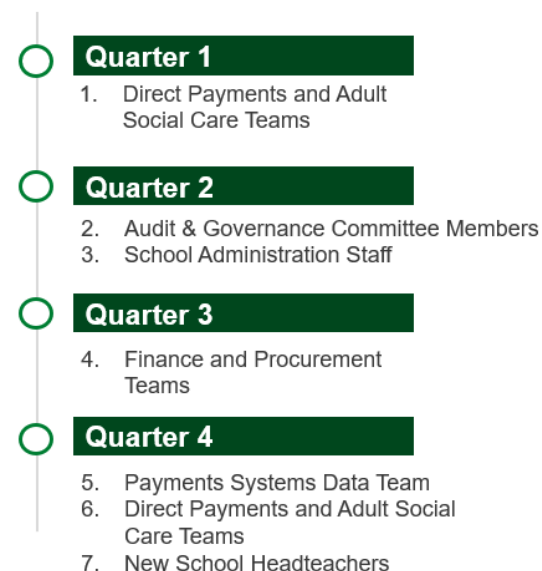 Quarter 1
1. Direct Payments and Adult
Social Care Teams
Quarter 2
2. Audit & Governance Committee Members
3. School Administration Staff
Quarter 3
4. Finance and Procurement
Teams
Quarter 4
5. Payments Systems Data Team
6. Direct Payments and Adult Social
Care Teams
7. New School Headteachers